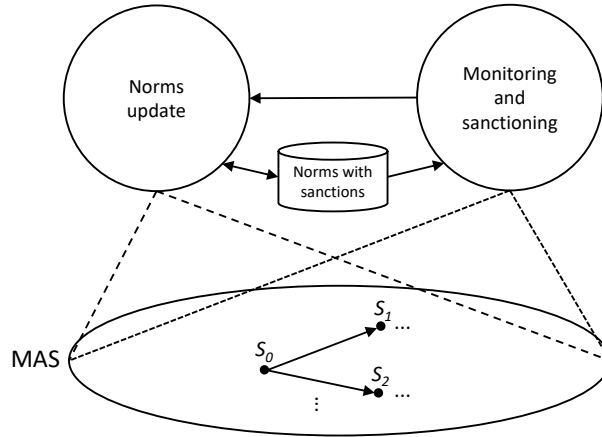 Norms
update
Monitoring
and
sanctioning
Norms with
sanctions
MAS
S0
S1 ...
S2 ...
⋮